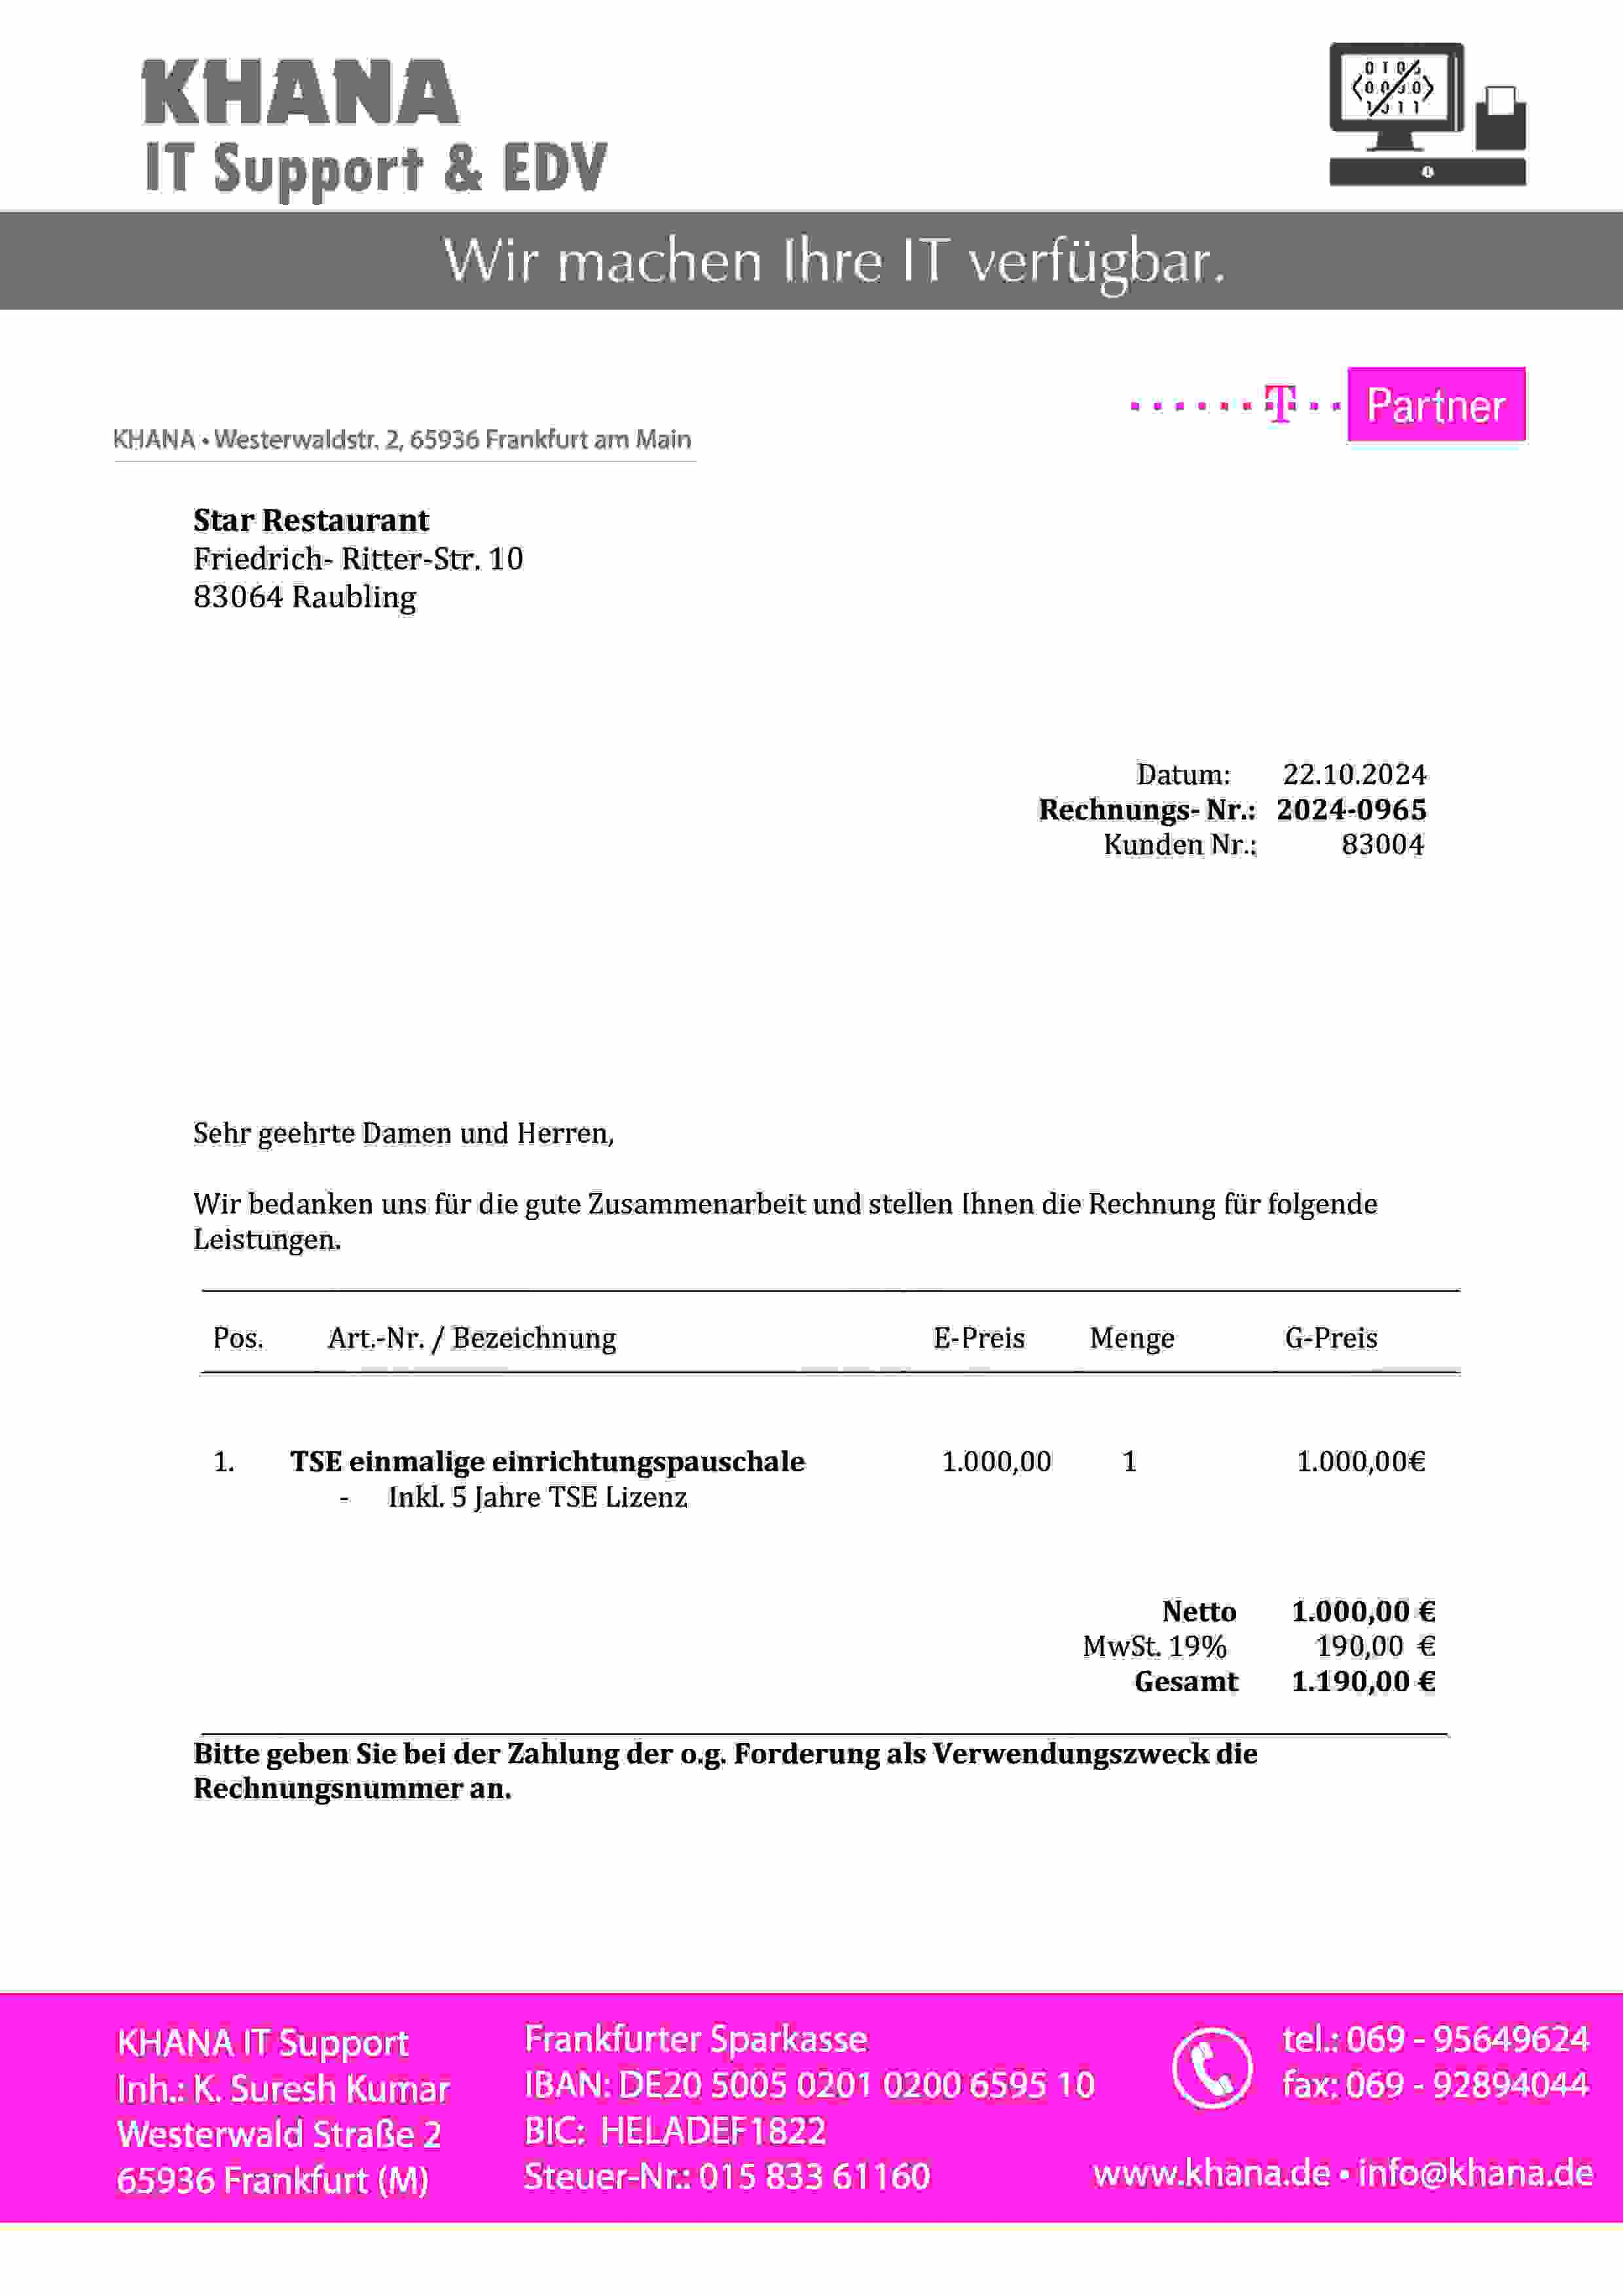 KHANA
IT Support & EDV
Wir machen Ihre IT verfügbar.
T Partner
KHANA • Westerwaldstr. 2, 65936 Frankfurt am Main
Star Restaurant
Friedrich- Ritter-Str. 10
83064 Raubling
Datum: 22.10.2024
Rechnungs- Nr.: 2024-0965
Kunden Nr.: 83004
Sehr geehrte Damen und Herren,
Wir bedanken uns für die gute Zusammenarbeit und stellen Ihnen die Rechnung für folgende
Leistungen.
Pos. Art.-Nr. / Bezeichnung E-Preis Menge G-Preis
1. TSE einmalige einrichtungspauschale 1.000,00 1 1.000,00€
- Inkl. 5 Jahre TSE Lizenz
Netto 1.000,00 €
MwSt. 19% 190,00 €
Gesamt 1.190,00 €
Bitte geben Sie bei der Zahlung der o.g. Forderung als Verwendungszweck die
Rechnungsnummer an.
KHANA IT Support
Inh.: K. Suresh Kumar
Westerwald Straße 2
65936 Frankfurt (M)
Frankfurter Sparkasse
IBAN: DE20 5005 0201 0200 6595 10
BIC: HELADEF1822
Steuer-Nr.: 015 833 61160
tel.: 069 - 95649624
fax: 069 - 92894044
www.khana.de • info@khana.de